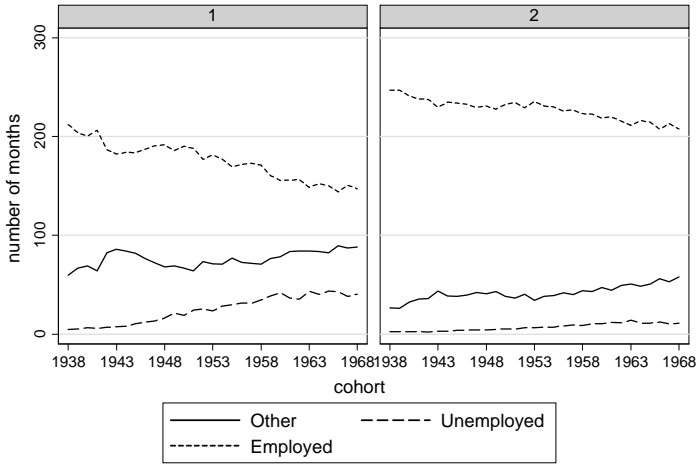 1 2
300
200
100
0
number of months
1938 1943 1948 1953 1958 1963 1968 1938 1943 1948 1953 1958 1963 1968
cohort
Other Unemployed
Employed